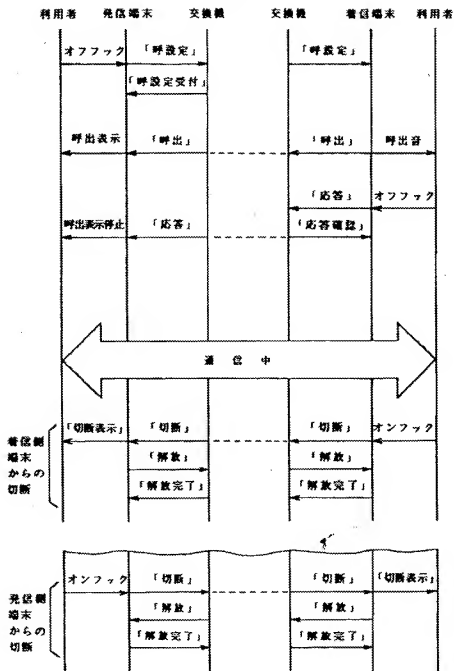 利用者 発信端末 交換機 交換機 着信端末 利用者
オフフック 「呼設定」 「呼設定」
「呼設定受付」
呼出表示 「呼出」 「呼出」 呼出音
「応答」 オフフック
呼出表示停止 「応答」 「応答確認」
通信中
着信側
端末
からの
切断
「切断表示」 「切断」 「切断」 オンフック
「解放」 「解放」
「解放完了」 「解放完了」
発信側
端末
からの
切断
オンフック 「切断」 「切断」 「切断表示」
「解放」 「解放」
「解放完了」 「解放完了」